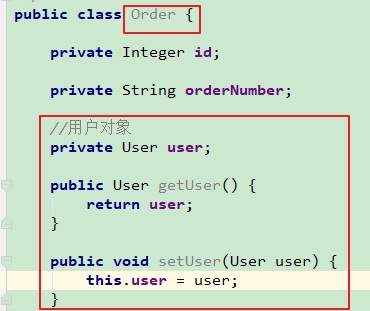 public class Order {
private Integer id;
private String orderNumber;
//用户对象
private User user;
public User getUser() {
return user;
}
public void setUser(User user) {
this.user = user;
}